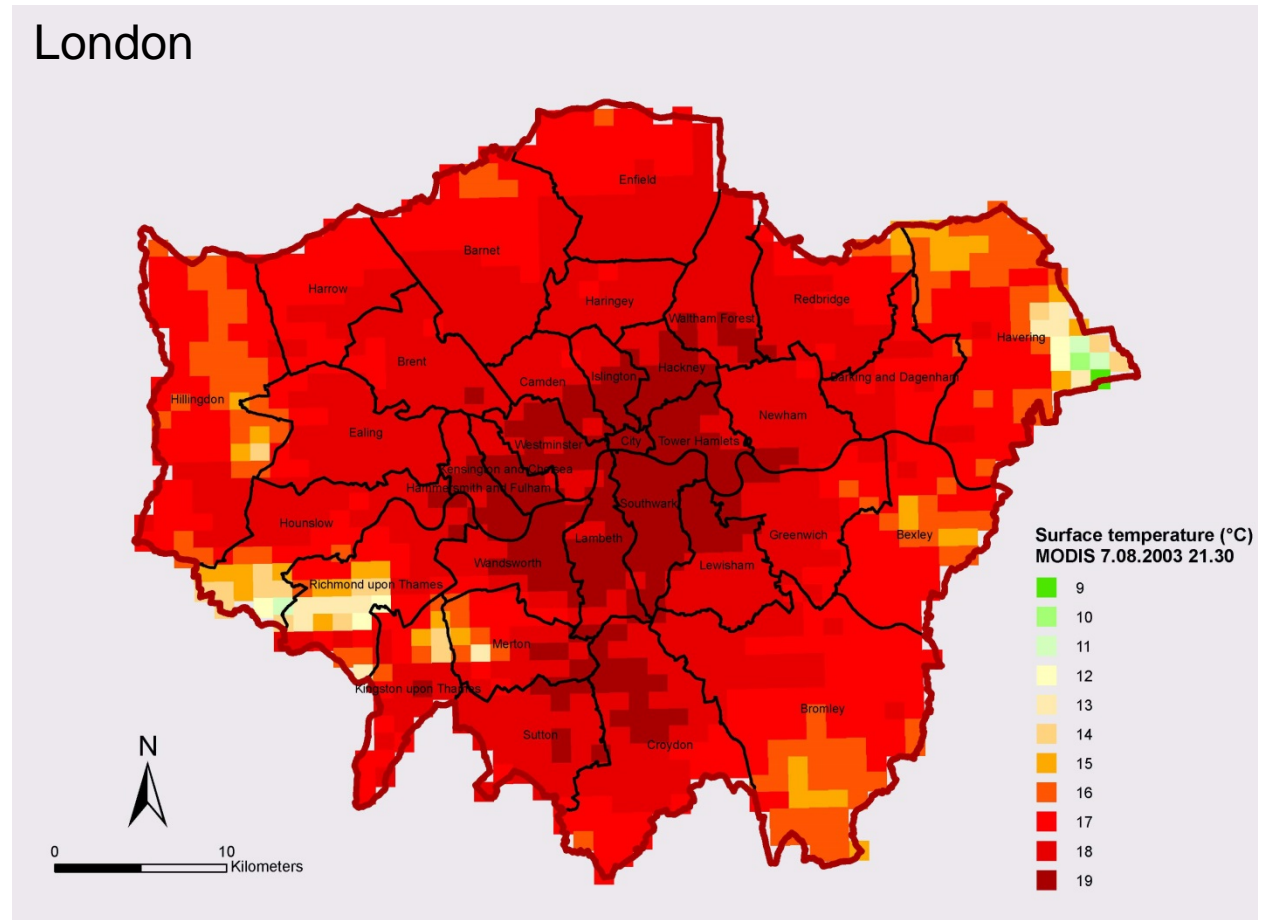 London
Enfield
Barnet
Harrow
Haringey
Redbridge
Waltham Forest
Havering
Brent
Hackney
Camden
Islington
Barking and Dagenham
Hillingdon
Newham
Ealing
Westminster
City
Tower Hamlets
Kensington and Chelsea
Hammersmith and Fulham
Southwark
Hounslow
Lambeth
Greenwich
Bexley
Wandsworth
Lewisham
Richmond upon Thames
Merton
Kingston upon Thames
Bromley
Sutton
Croydon
Surface temperature (°C)
MODIS 7.08.2003 21.30
9
10
11
12
13
14
15
16
17
18
19
N
0 10
Kilometers